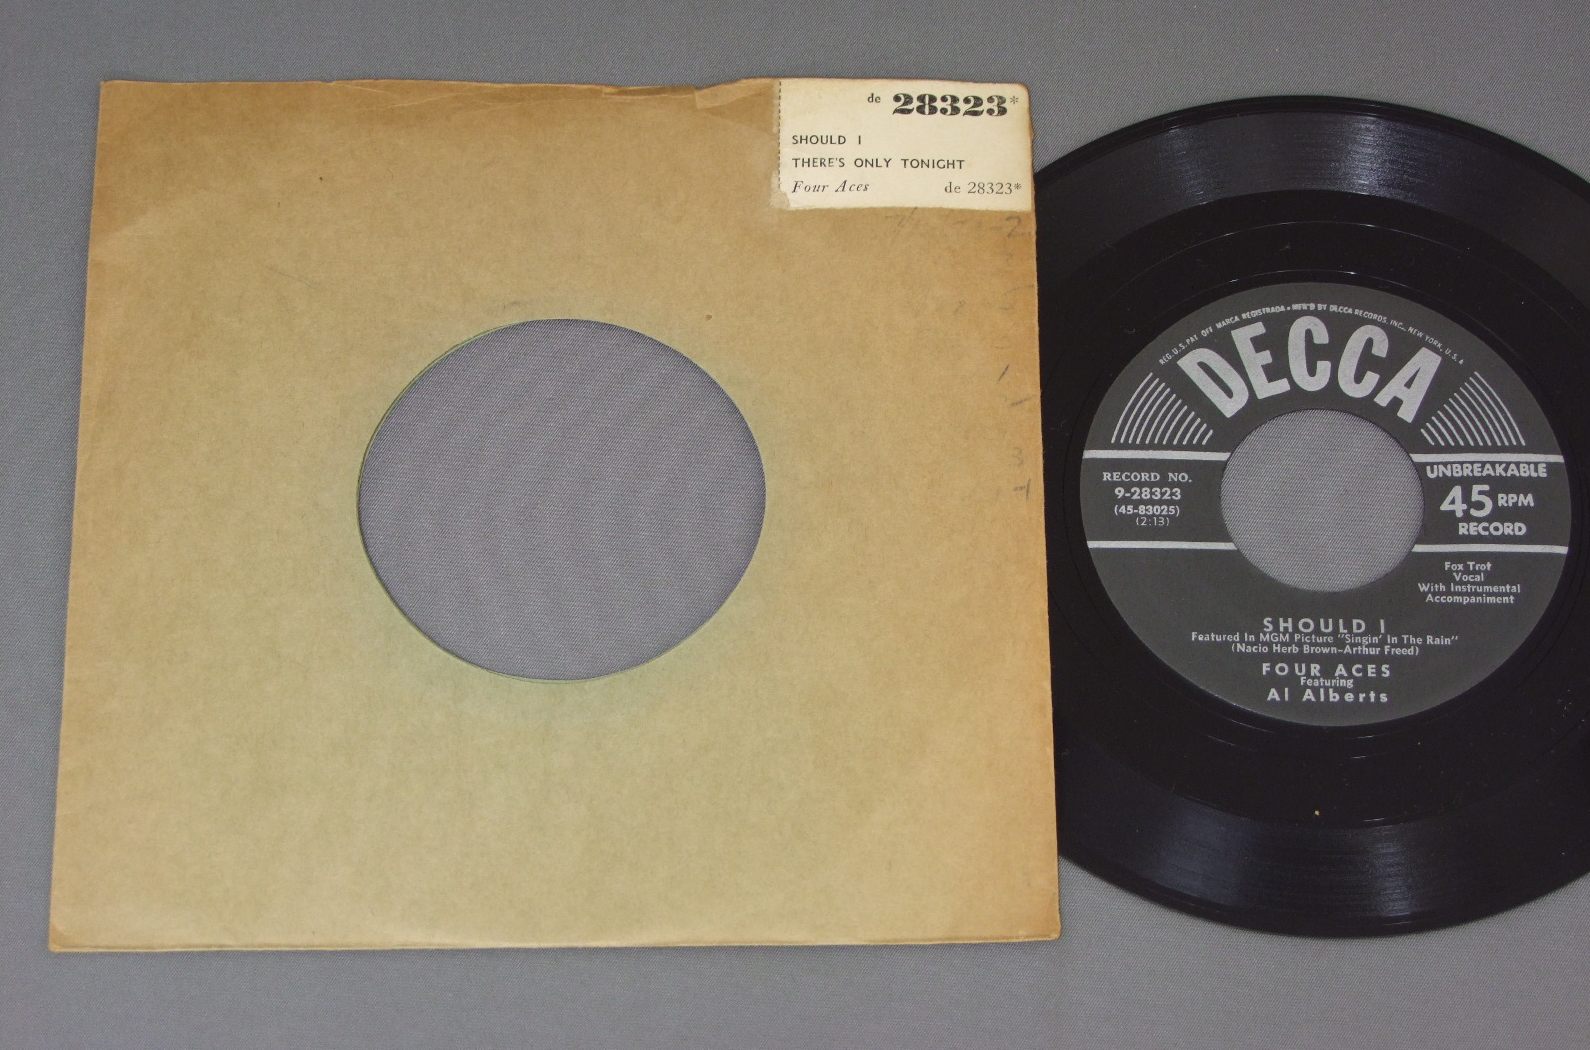 de 28323*
SHOULD I
THERE'S ONLY TONIGHT
Four Aces de 28323*
REG. U.S. PAT. OFF. MARCA REGISTRADA • MFR'D BY DECCA RECORDS, INC., NEW YORK, U.S.A.
DECCA
RECORD NO.
9-28323
(45-83025)
(2:13)
UNBREAKABLE
45 RPM
RECORD
Fox Trot
Vocal
With Instrumental
Accompaniment
SHOULD I
Featured In MGM Picture "Singin' In The Rain"
(Nacio Herb Brown-Arthur Freed)
FOUR ACES
Featuring
Al Alberts